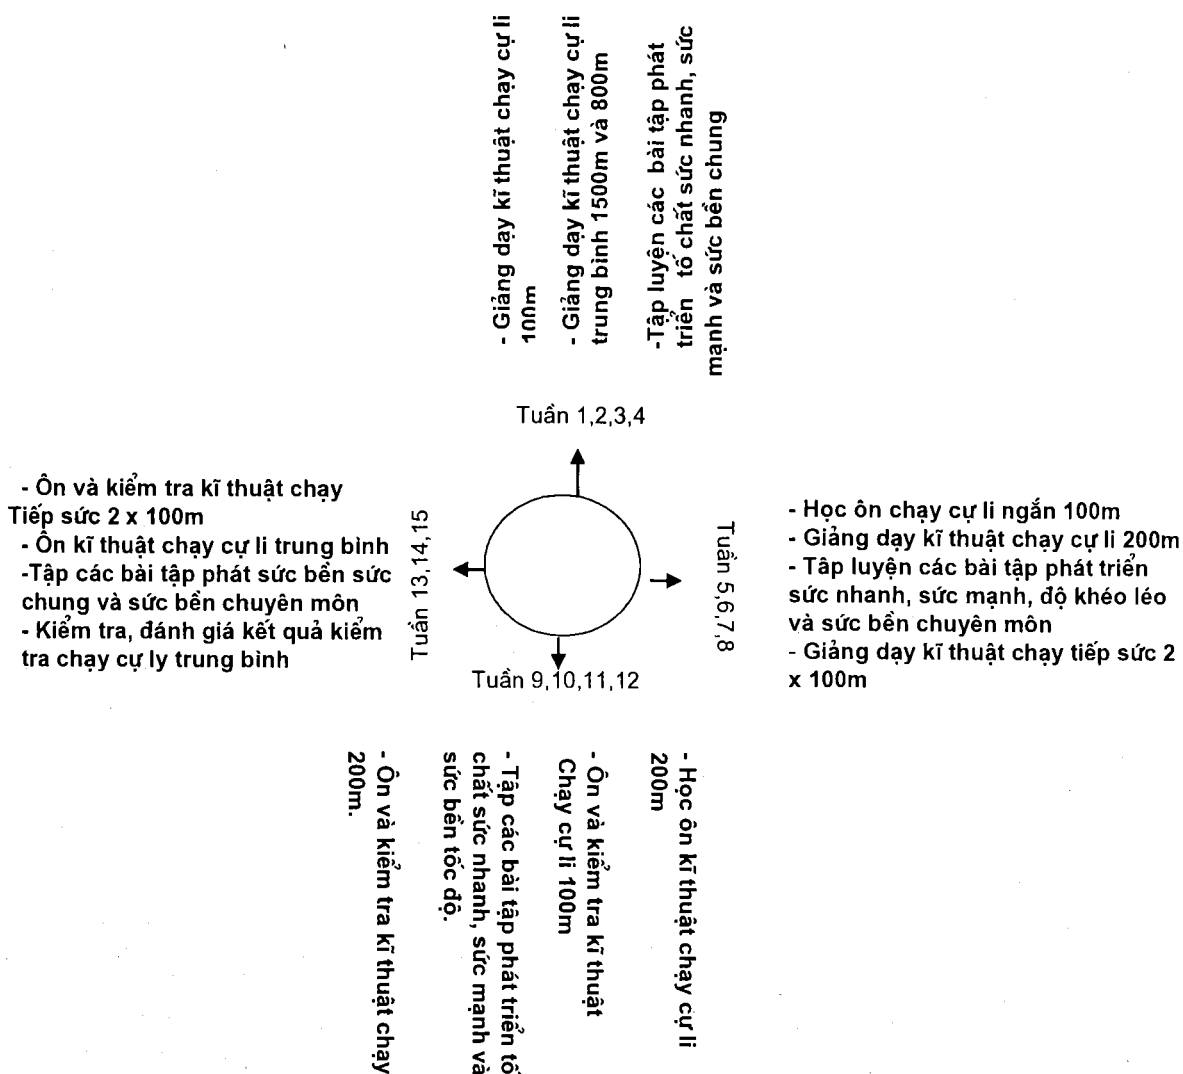 - Giảng dạy kĩ thuật chạy cự li
100m
- Giảng dạy kĩ thuật chạy cự li
trung bình 1500m và 800m
-Tập luyện các bài tập phát
triển tố chất sức nhanh, sức
mạnh và sức bền chung
Tuần 1,2,3,4
- Ôn và kiểm tra kĩ thuật chạy
Tiếp sức 2 x 100m
- Ôn kĩ thuật chạy cự li trung bình
-Tập các bài tập phát sức bền sức
chung và sức bền chuyên môn
- Kiểm tra, đánh giá kết quả kiểm
tra chạy cự ly trung bình
Tuần 13,14,15
Tuần 5,6,7,8
- Học ôn chạy cự li ngắn 100m
- Giảng dạy kĩ thuật chạy cự li 200m
- Tâp luyện các bài tập phát triển
sức nhanh, sức mạnh, độ khéo léo
và sức bền chuyên môn
- Giảng dạy kĩ thuật chạy tiếp sức 2
x 100m
Tuần 9,10,11,12
- Học ôn kĩ thuật chạy cự li
200m
- Ôn và kiểm tra kĩ thuật
Chạy cự li 100m
- Tập các bài tập phát triển tố
chất sức nhanh, sức mạnh và
sức bền tốc độ.
- Ôn và kiểm tra kĩ thuật chạy
200m.